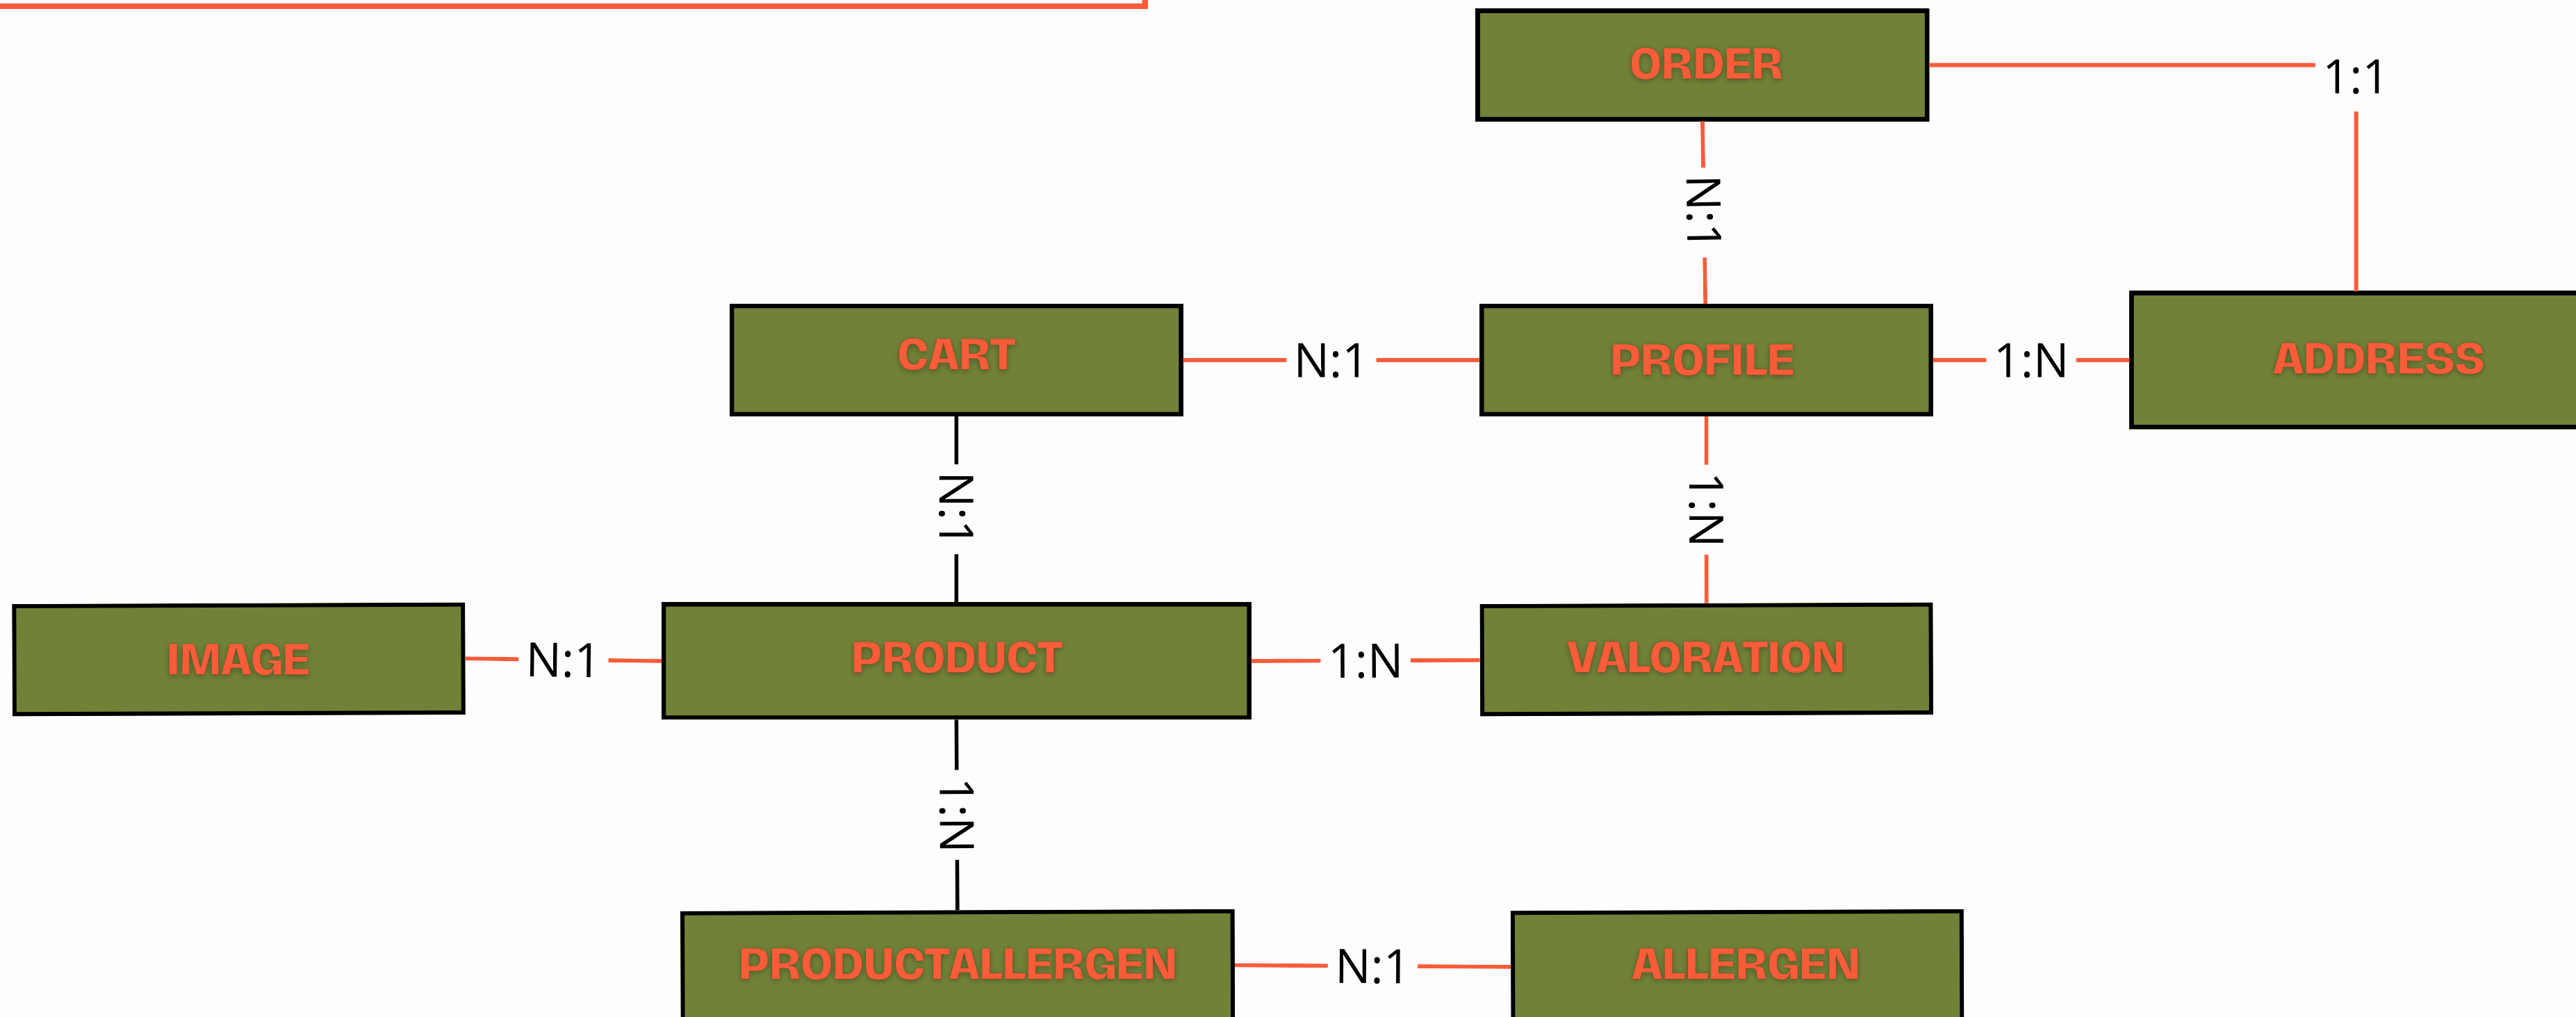 ORDER
1:1
N:1
CART
N:1
PROFILE
1:N
ADDRESS
N:1
1:N
IMAGE
N:1
PRODUCT
1:N
VALORATION
1:N
PRODUCTALLERGEN
N:1
ALLERGEN